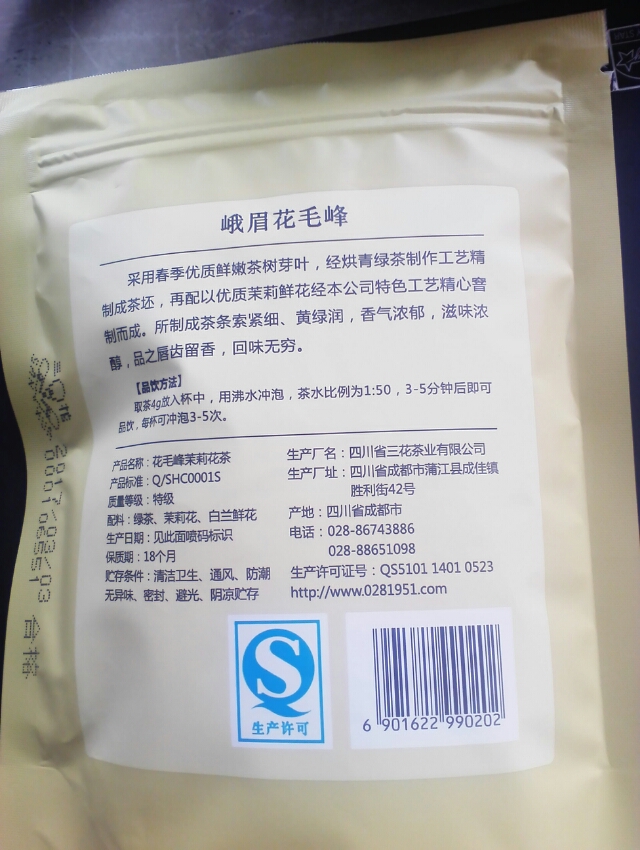 峨眉花毛峰
采用春季优质鲜嫩茶树芽叶，经烘青绿茶制作工艺精
制成茶坯，再配以优质茉莉鲜花经本公司特色工艺精心窨
制而成。所制成茶条索紧细、黄绿润，香气浓郁，滋味浓
醇，品之唇齿留香，回味无穷。
【品饮方法】
取茶4g放入杯中，用沸水冲泡，茶水比例为1:50，3-5分钟后即可
品饮，每杯可冲泡3-5次。
产品名称：花毛峰茉莉花茶
产品标准：Q/SHC0001S
质量等级：特级
配料：绿茶、茉莉花、白兰鲜花
生产日期：见此面喷码标识
保质期：18个月
贮存条件：清洁卫生、通风、防潮
无异味、密封、避光、阴凉贮存
生产厂名：四川省三花茶业有限公司
生产厂址：四川省成都市蒲江县成佳镇
胜利街42号
产地：四川省成都市
电话：028-86743886
028-88651098
生产许可证号：QS5101 1401 0523
http://www.0281951.com
生产许可
6 901622 990202
2017/03/03 合格